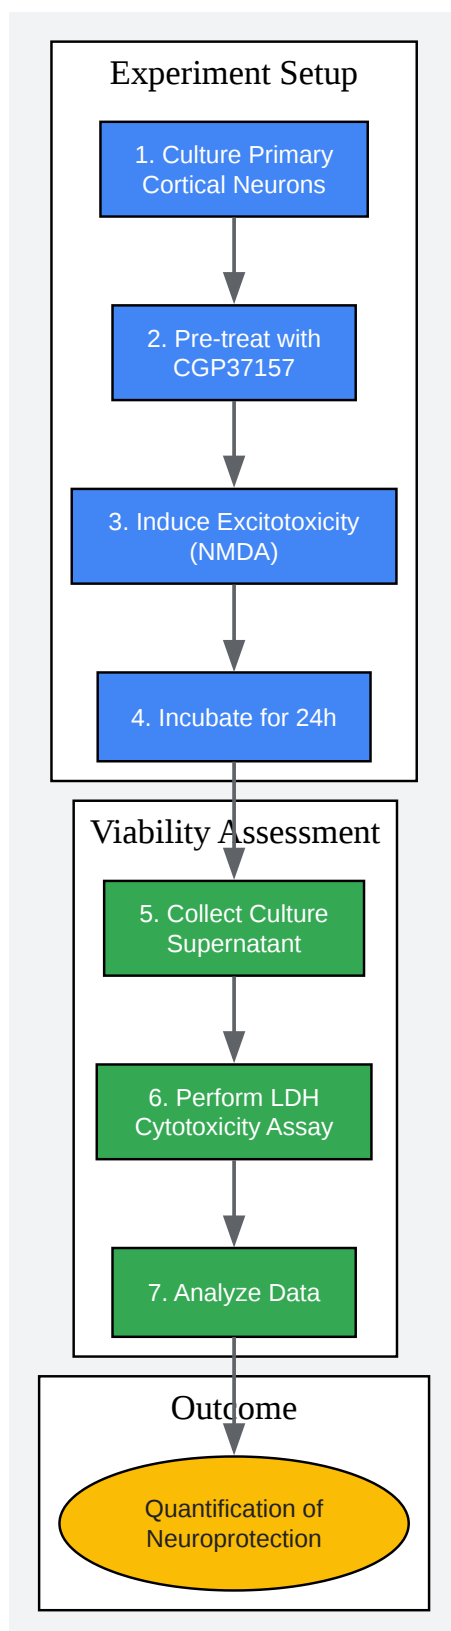 Experiment Setup
1. Culture Primary
Cortical Neurons
2. Pre-treat with
CGP37157
3. Induce Excitotoxicity
(NMDA)
4. Incubate for 24h
Viability Assessment
5. Collect Culture
Supernatant
6. Perform LDH
Cytotoxicity Assay
7. Analyze Data
Outcome
Quantification of
Neuroprotection